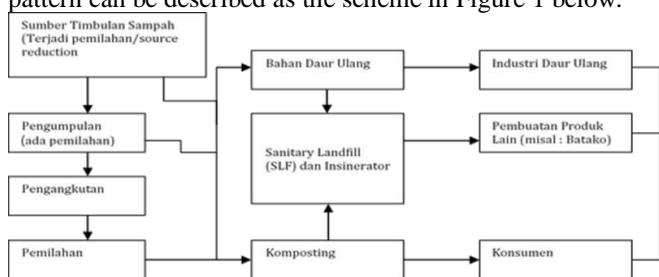 pattern can be described as the scheme in Figure 1 below.
Sumber Timbulan Sampah
(Terjadi pemilahan/source
reduction
Bahan Daur Ulang
Industri Daur Ulang
Pengumpulan
(ada pemilahan)
Sanitary Landfill
(SLF) dan Insinerator
Pembuatan Produk
Lain (misal : Batako)
Pengangkutan
Pemilahan
Komposting
Konsumen